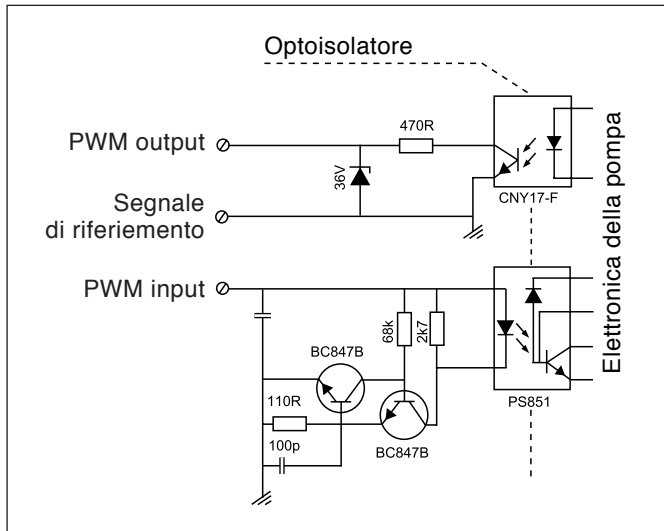 Optoisolatore
PWM output
470R
36V
CNY17-F
Segnale
di riferiemento
PWM input
68k
2k7
BC847B
110R
100p
BC847B
PS851
Elettronica della pompa